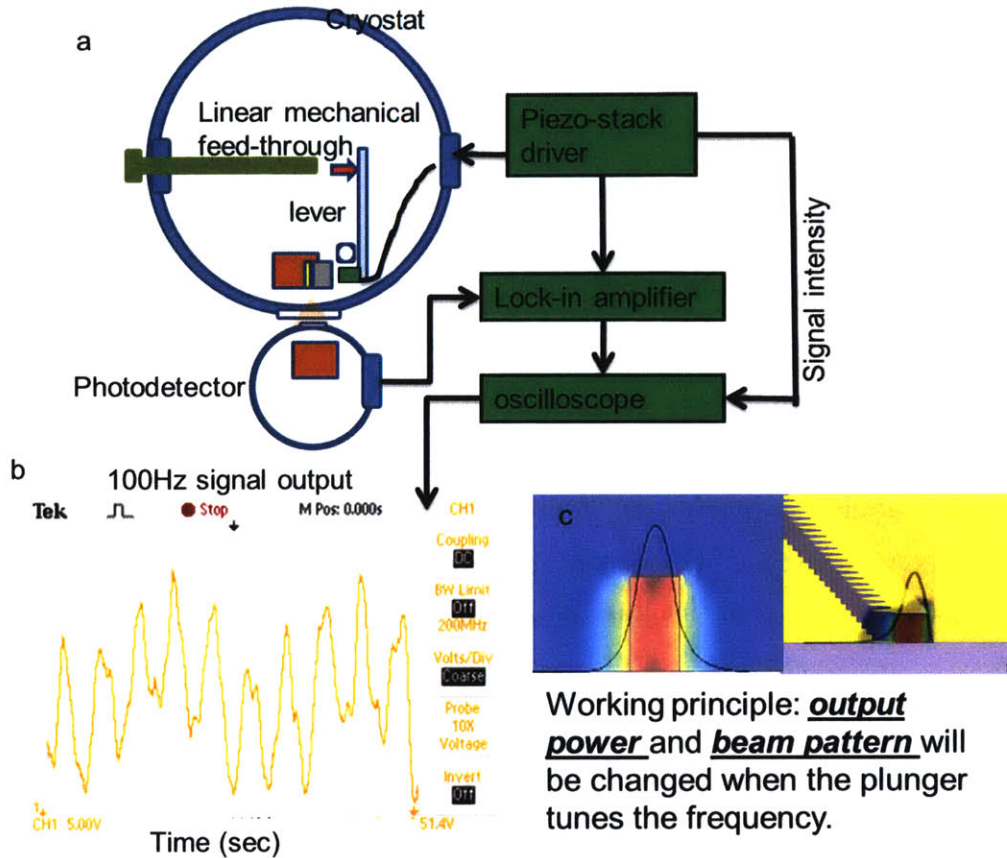 a
Cryostat
Linear mechanical
feed-through
lever
Piezo-stack
driver
Lock-in amplifier
oscilloscope
Signal intensity
Photodetector
b
100Hz signal output
Tek
Stop
M Pos: 0.000s
CH1
Coupling
DC
BW Limit
Off
200MHz
Volts/Div
Coarse
Probe
10X
Voltage
Invert
Off
CH1 5.00V
51.4V
Time (sec)
c
Working principle: output
power and beam pattern will
be changed when the plunger
tunes the frequency.